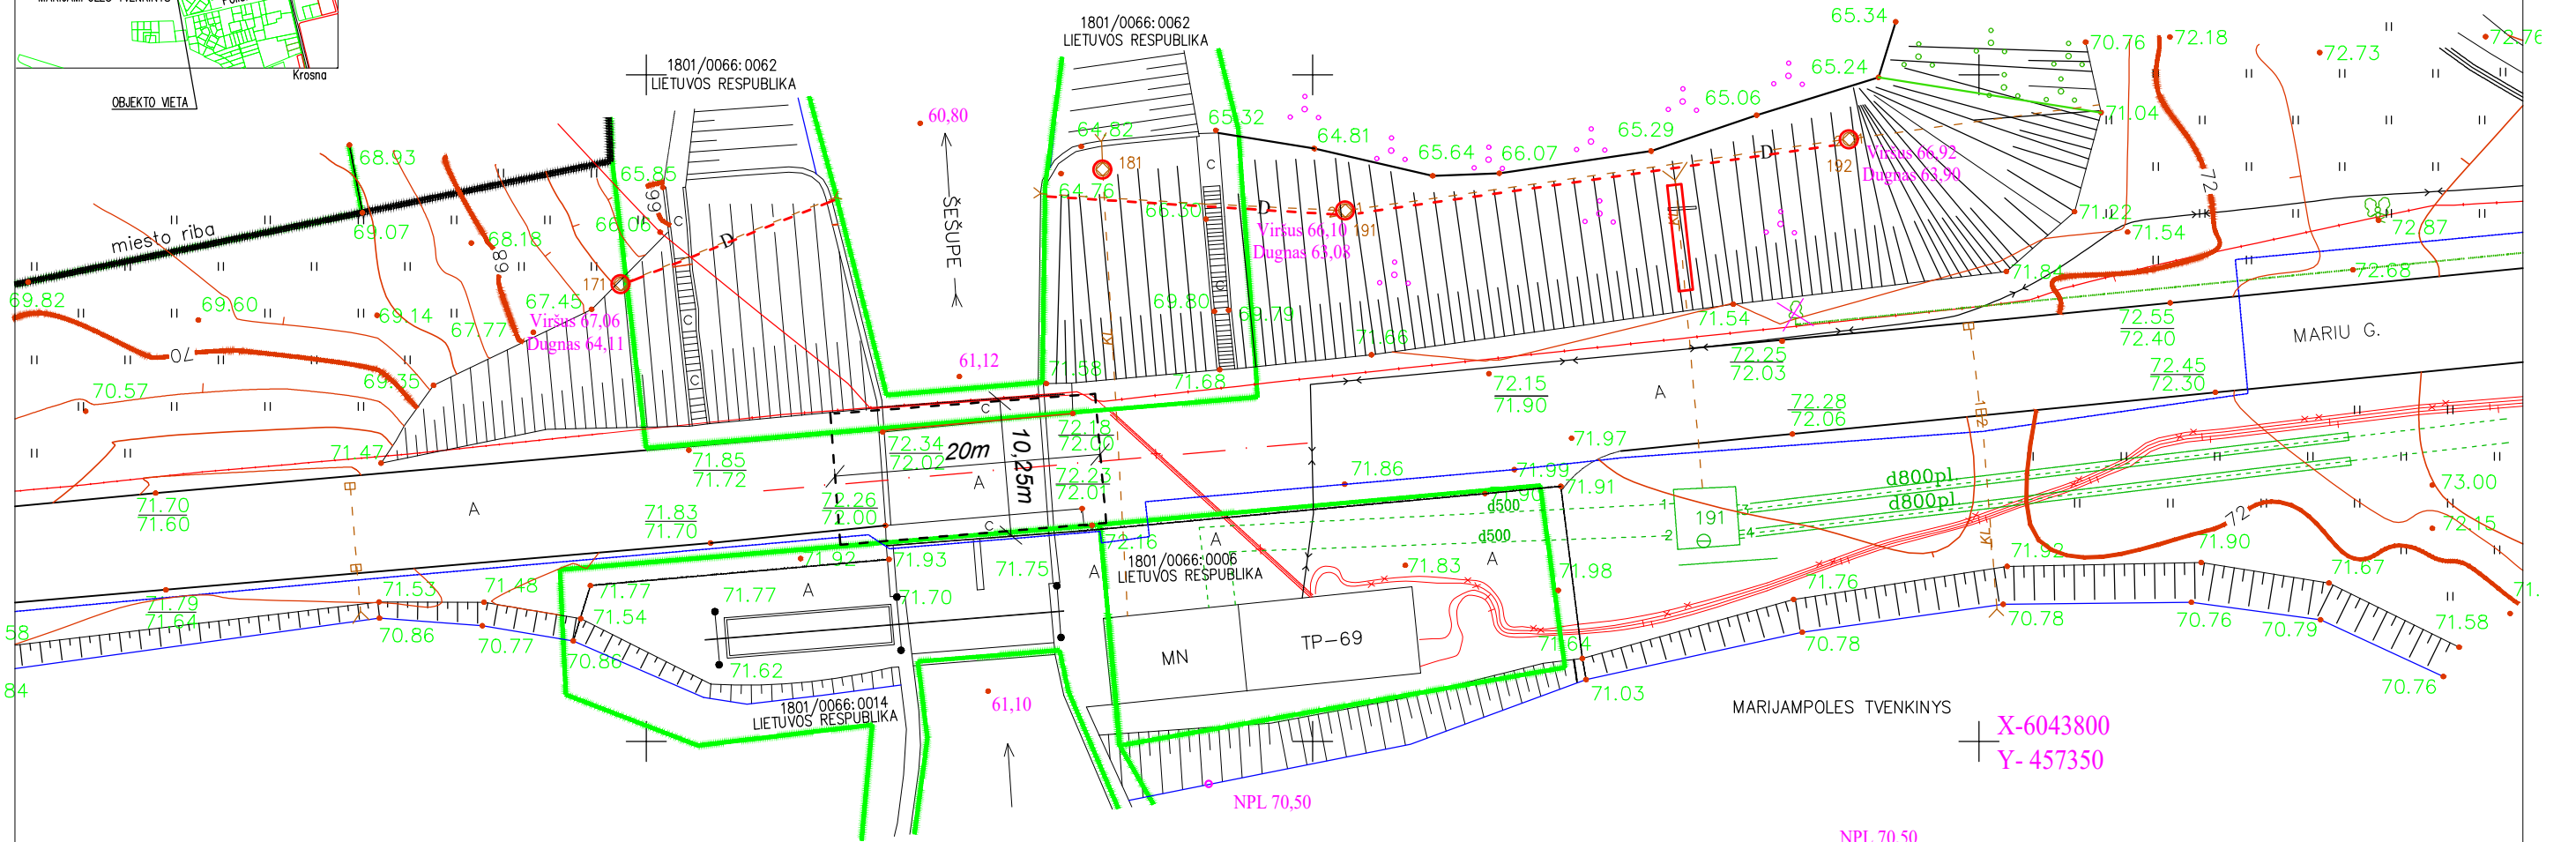 Krosna
OBJEKTO VIETA
1801/0066:0062
LIETUVOS RESPUBLIKA
1801/0066:0062
LIETUVOS RESPUBLIKA
65.34
70.76
72.18
72.73
72.76
65.24
65.06
71.04
60,80
65.32
64.82
64.81
65.29
65.64
66.07
181
D
192
Viršus 66,92
Dugnas 63,90
68.93
65.85
66
C
64.76
66.30
C
D
191
Viršus 66,10
Dugnas 63,08
72
71.22
71.54
72.87
miesto riba
69.07
68.18
66.06
C
D
ŠEŠUPĖ
68
171
69.82
69.60
69.14
67.77
67.45
Viršus 67,06
Dugnas 64,11
C
C
69.80
69.79
C
71.84
72.68
71.54
71.66
70
69.35
70.57
C
61,12
71.58
71.68
72.25
72.03
72.15
71.90
A
72.28
72.06
72.55
72.40
72.45
72.30
MARIU G.
71.47
71.85
71.72
72.34
72.02
20m
10,25m
C
72.18
72.00
72.23
72.01
A
72.26
72.00
C
71.97
71.86
71.99
71.91
d500
d500
d800pl.
d800pl
1
2
4
191
73.00
72.15
72
71.70
71.60
A
71.83
71.70
71.92
71.93
72.16
A
A
A
1801/0066:0006
LIETUVOS RESPUBLIKA
71.83
71.98
71.76
71.92
71.90
71.67
71.79
71.64
71.53
71.48
71.77
71.54
71.77
A
71.70
71.75
70.86
70.77
70.86
71.62
MN
TP-69
71.64
70.78
70.78
70.76
70.79
71.58
58
84
1801/0066:0014
LIETUVOS RESPUBLIKA
61,10
71.03
70.76
MARIJAMPOLES TVENKINYS
X-6043800
Y- 457350
NPL 70,50
NPL 70,50